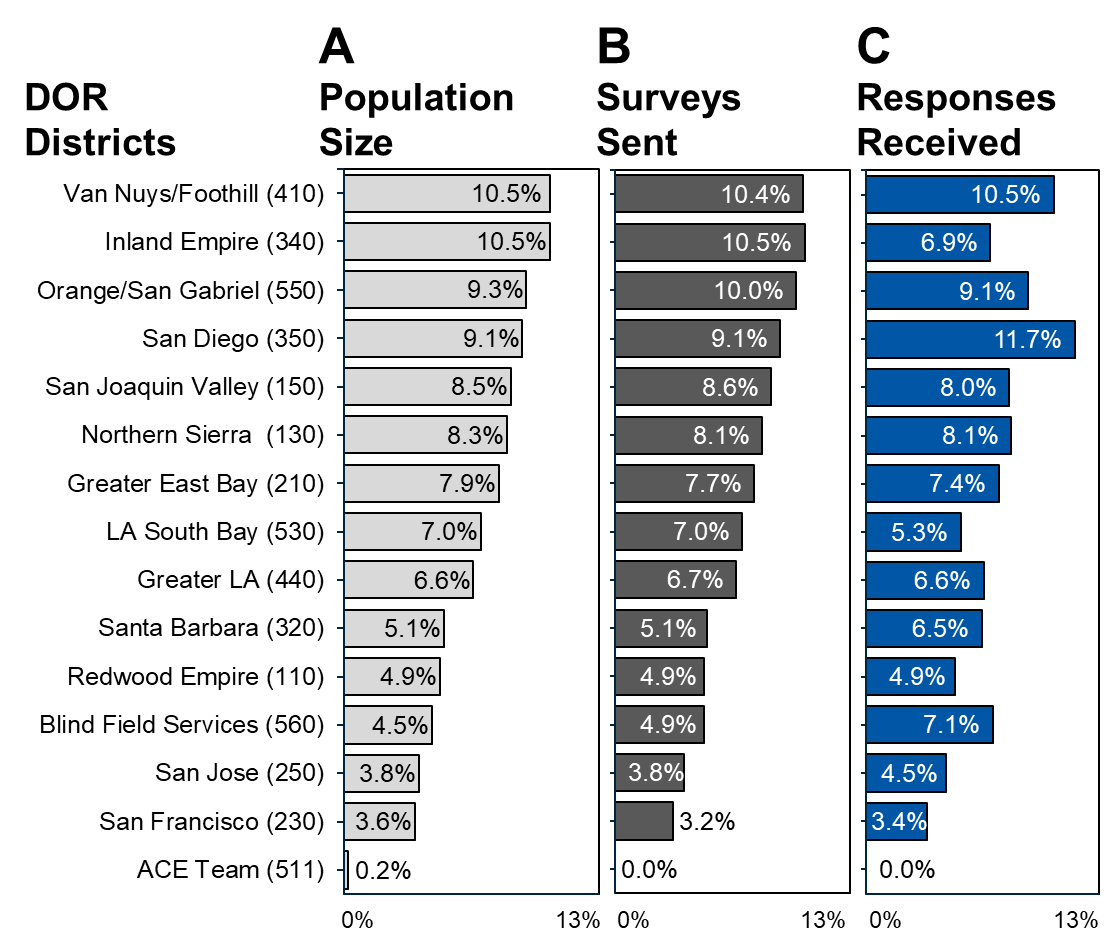 A B C
DOR Population Surveys Responses
Districts Size Sent Received
Van Nuys/Foothill (410) 10.5% 10.4% 10.5%
Inland Empire (340) 10.5% 10.5% 6.9%
Orange/San Gabriel (550) 9.3% 10.0% 9.1%
San Diego (350) 9.1% 9.1% 11.7%
San Joaquin Valley (150) 8.5% 8.6% 8.0%
Northern Sierra  (130) 8.3% 8.1% 8.1%
Greater East Bay (210) 7.9% 7.7% 7.4%
LA South Bay (530) 7.0% 7.0% 5.3%
Greater LA (440) 6.6% 6.7% 6.6%
Santa Barbara (320) 5.1% 5.1% 6.5%
Redwood Empire (110) 4.9% 4.9% 4.9%
Blind Field Services (560) 4.5% 4.9% 7.1%
San Jose (250) 3.8% 3.8% 4.5%
San Francisco (230) 3.6% 3.2% 3.4%
ACE Team (511) 0.2% 0.0% 0.0%
0% 13% 0% 13% 0% 13%